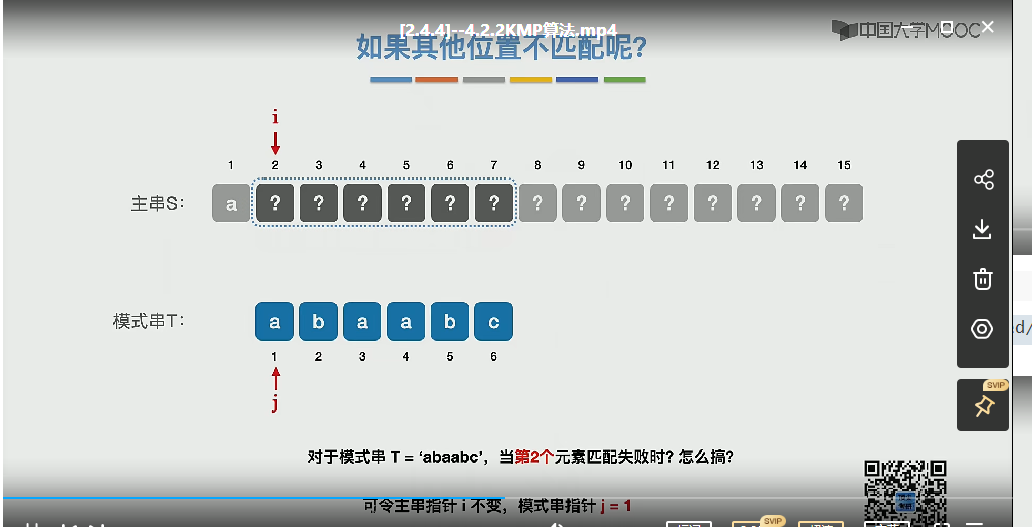 [2.4.4]--4.2.2KMP算法.mp4
中国大学MOOC
如果其他位置不匹配呢?
i
1 2 3 4 5 6 7 8 9 10 11 12 13 14 15
主串S: a ? ? ? ? ? ? ? ? ? ? ? ? ? ?
模式串T: a b a a b c
1 2 3 4 5 6
j
SVIP
d/
对于模式串 T = ‘abaabc’，当第2个元素匹配失败时? 怎么搞?
可令主串指针 i 不变，模式串指针 j = 1
SVIP